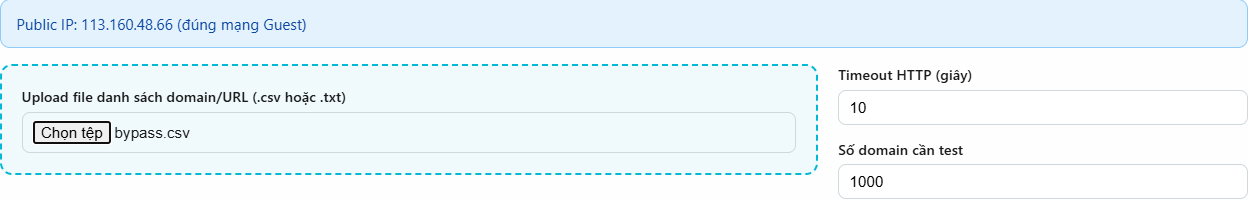 Public IP: 113.160.48.66 (đúng mạng Guest)
Upload file danh sách domain/URL (.csv hoặc .txt)
Chọn tệp bypass.csv
Timeout HTTP (giây)
10
Số domain cần test
1000